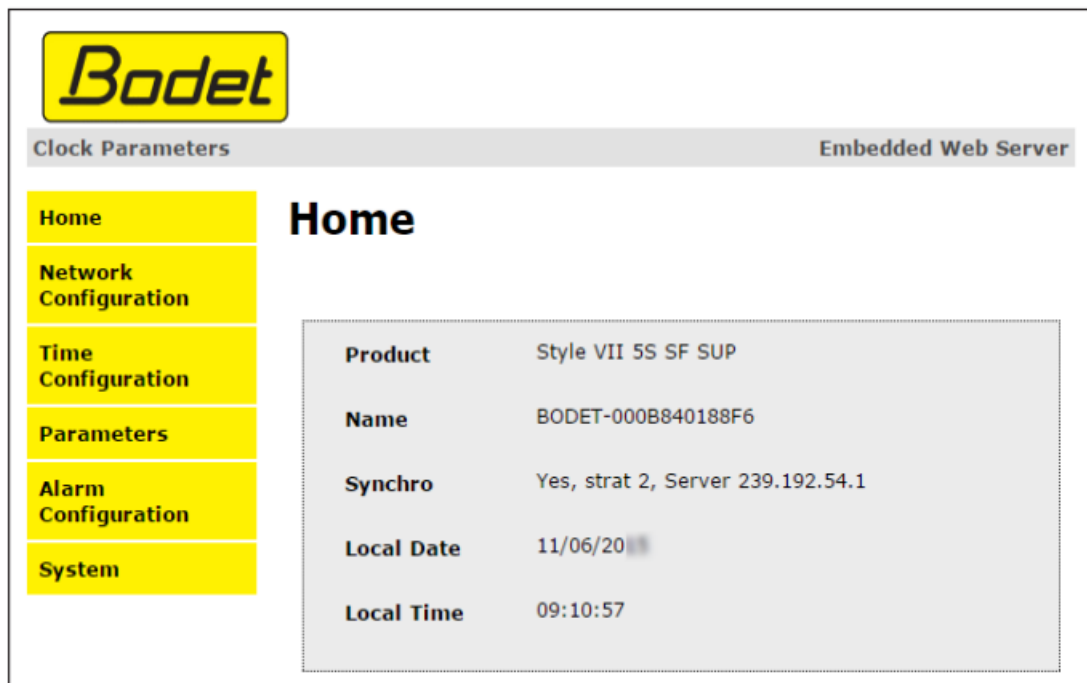 Bodet
Clock Parameters Embedded Web Server
Home
Network
Configuration
Time
Configuration
Parameters
Alarm
Configuration
System
Home
Product Style VII 5S SF SUP
Name BODET-000B840188F6
Synchro Yes, strat 2, Server 239.192.54.1
Local Date 11/06/20
Local Time 09:10:57